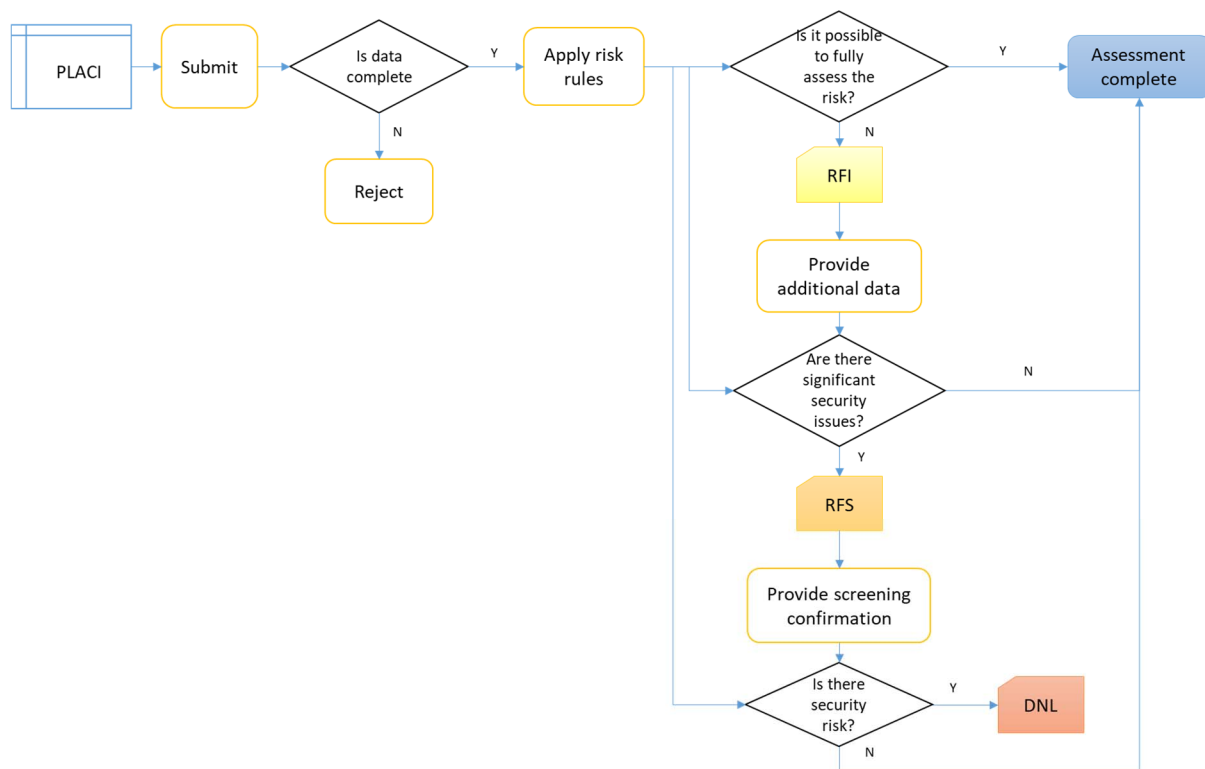 PLACI
Submit
Is data
complete
Y
N
Reject
Apply risk
rules
Is it possible
to fully
assess the
risk?
Y
Assessment
complete
N
RFI
Provide
additional data
Are there
significant
security
issues?
N
Y
RFS
Provide screening
confirmation
Is there
security
risk?
Y
DNL
N